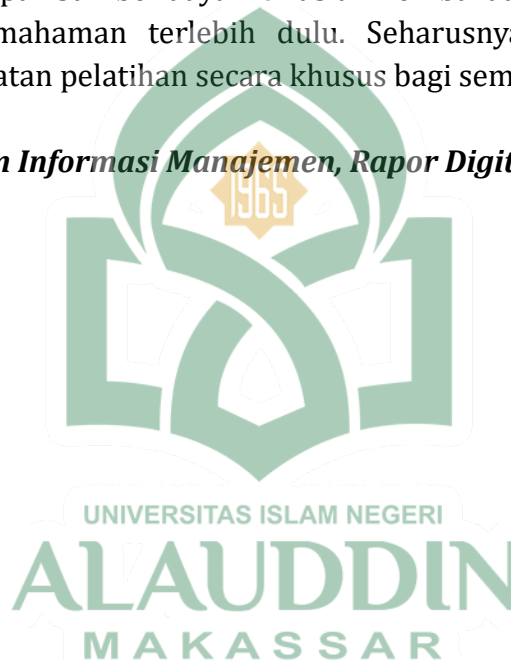 mahaman terlebih dulu. Seharusnya
atan pelatihan secara khusus bagi sem
n Informasi Manajemen, Rapor Digit
1965
UNIVERSITAS ISLAM NEGERI
ALAUDDIN
MAKASSAR